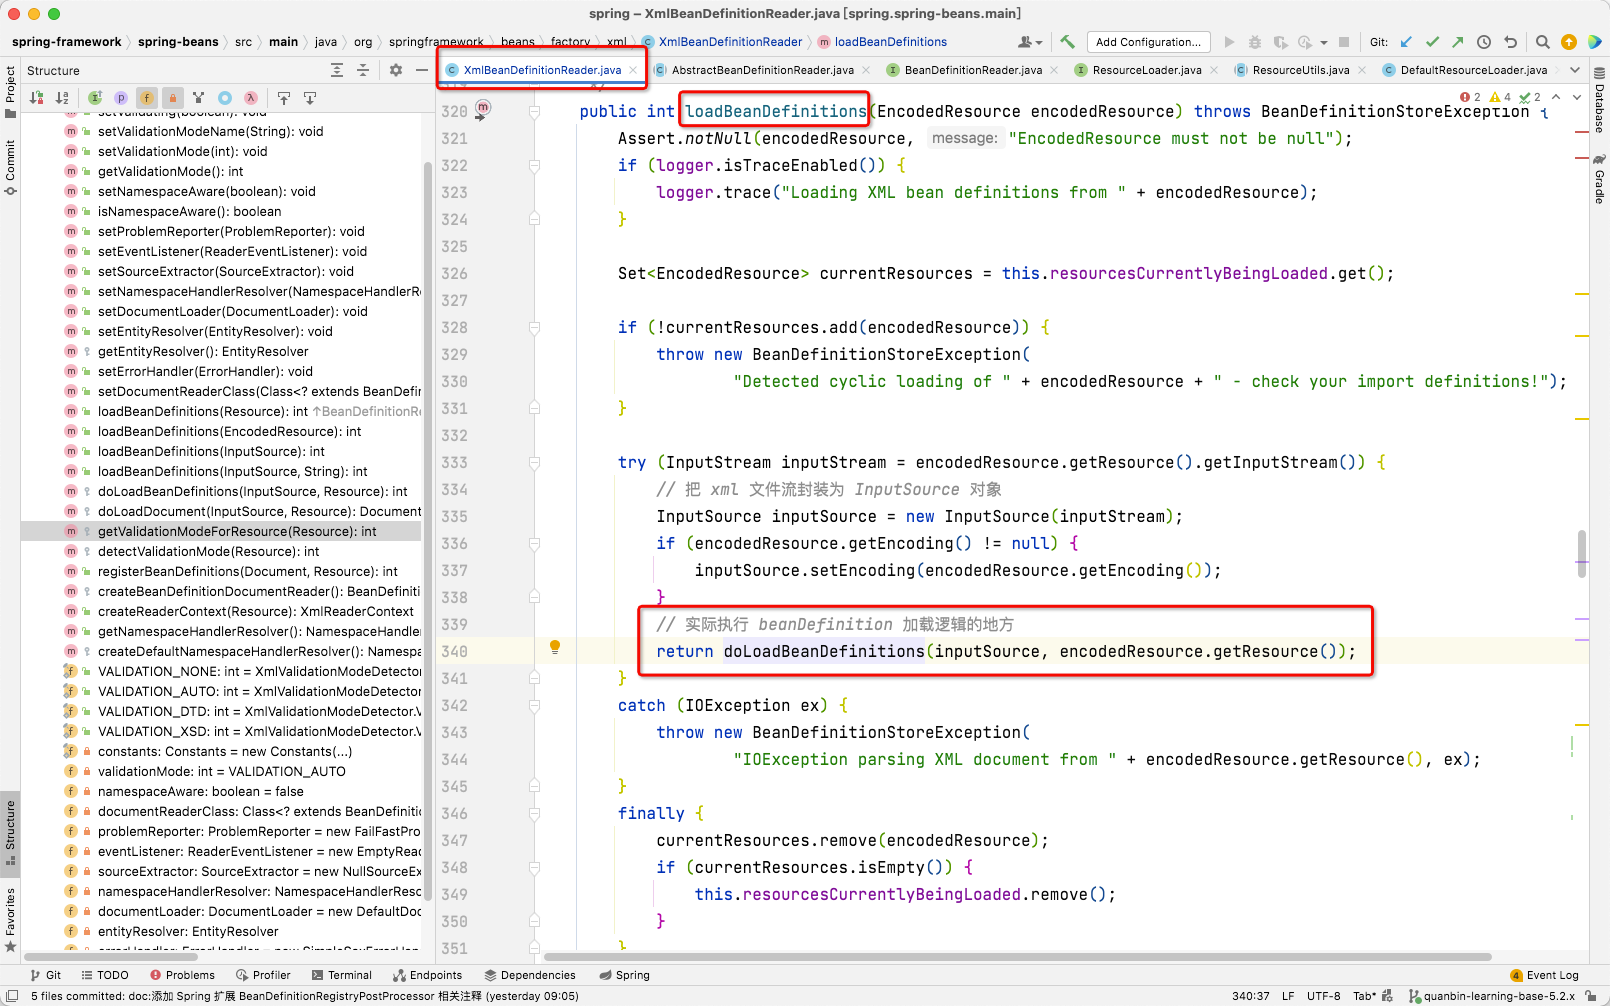 spring – XmlBeanDefinitionReader.java [spring.spring-beans.main]
spring-framework spring-beans src main java org springframework beans factory xml XmlBeanDefinitionReader loadBeanDefinitions
Add Configuration...
Git:
Project
Commit
Structure
Favorites
Database
Gradle
Structure
XmlBeanDefinitionReader.java
AbstractBeanDefinitionReader.java
BeanDefinitionReader.java
ResourceLoader.java
ResourceUtils.java
DefaultResourceLoader.java
setValidating(boolean): void
setValidationModeName(String): void
setValidationMode(int): void
getValidationMode(): int
setNamespaceAware(boolean): void
isNamespaceAware(): boolean
setProblemReporter(ProblemReporter): void
setEventListener(ReaderEventListener): void
setSourceExtractor(SourceExtractor): void
setNamespaceHandlerResolver(NamespaceHandlerR
setDocumentLoader(DocumentLoader): void
setEntityResolver(EntityResolver): void
getEntityResolver(): EntityResolver
setErrorHandler(ErrorHandler): void
setDocumentReaderClass(Class<? extends BeanDefin
loadBeanDefinitions(Resource): int ↑BeanDefinitionRe
loadBeanDefinitions(EncodedResource): int
loadBeanDefinitions(InputSource): int
loadBeanDefinitions(InputSource, String): int
doLoadBeanDefinitions(InputSource, Resource): int
doLoadDocument(InputSource, Resource): Document
getValidationModeForResource(Resource): int
detectValidationMode(Resource): int
registerBeanDefinitions(Document, Resource): int
createBeanDefinitionDocumentReader(): BeanDefiniti
createReaderContext(Resource): XmlReaderContext
getNamespaceHandlerResolver(): NamespaceHandler
createDefaultNamespaceHandlerResolver(): Namespa
VALIDATION_NONE: int = XmlValidationModeDetector
VALIDATION_AUTO: int = XmlValidationModeDetector
VALIDATION_DTD: int = XmlValidationModeDetector.V
VALIDATION_XSD: int = XmlValidationModeDetector.V
constants: Constants = new Constants(...)
validationMode: int = VALIDATION_AUTO
namespaceAware: boolean = false
documentReaderClass: Class<? extends BeanDefinitio
problemReporter: ProblemReporter = new FailFastPro
eventListener: ReaderEventListener = new EmptyRead
sourceExtractor: SourceExtractor = new NullSourceEx
namespaceHandlerResolver: NamespaceHandlerReso
documentLoader: DocumentLoader = new DefaultDoc
entityResolver: EntityResolver
2 4 2
320 public int loadBeanDefinitions(EncodedResource encodedResource) throws BeanDefinitionStoreException {
321 Assert.notNull(encodedResource, message: "EncodedResource must not be null");
322 if (logger.isTraceEnabled()) {
323 logger.trace("Loading XML bean definitions from " + encodedResource);
324 }
325
326 Set<EncodedResource> currentResources = this.resourcesCurrentlyBeingLoaded.get();
327
328 if (!currentResources.add(encodedResource)) {
329 throw new BeanDefinitionStoreException(
330 "Detected cyclic loading of " + encodedResource + " - check your import definitions!");
331 }
332
333 try (InputStream inputStream = encodedResource.getResource().getInputStream()) {
334 // 把 xml 文件流封装为 InputSource 对象
335 InputSource inputSource = new InputSource(inputStream);
336 if (encodedResource.getEncoding() != null) {
337 inputSource.setEncoding(encodedResource.getEncoding());
338 }
339 // 实际执行 beanDefinition 加载逻辑的地方
340 return doLoadBeanDefinitions(inputSource, encodedResource.getResource());
341 }
342 catch (IOException ex) {
343 throw new BeanDefinitionStoreException(
344 "IOException parsing XML document from " + encodedResource.getResource(), ex);
345 }
346 finally {
347 currentResources.remove(encodedResource);
348 if (currentResources.isEmpty()) {
349 this.resourcesCurrentlyBeingLoaded.remove();
350 }
351 }
Git TODO Problems Profiler Terminal Endpoints Dependencies Spring
4 Event Log
5 files committed: doc:添加 Spring 扩展 BeanDefinitionRegistryPostProcessor 相关注释 (yesterday 09:05)
340:37 LF UTF-8 Tab* quanbin-learning-base-5.2.x